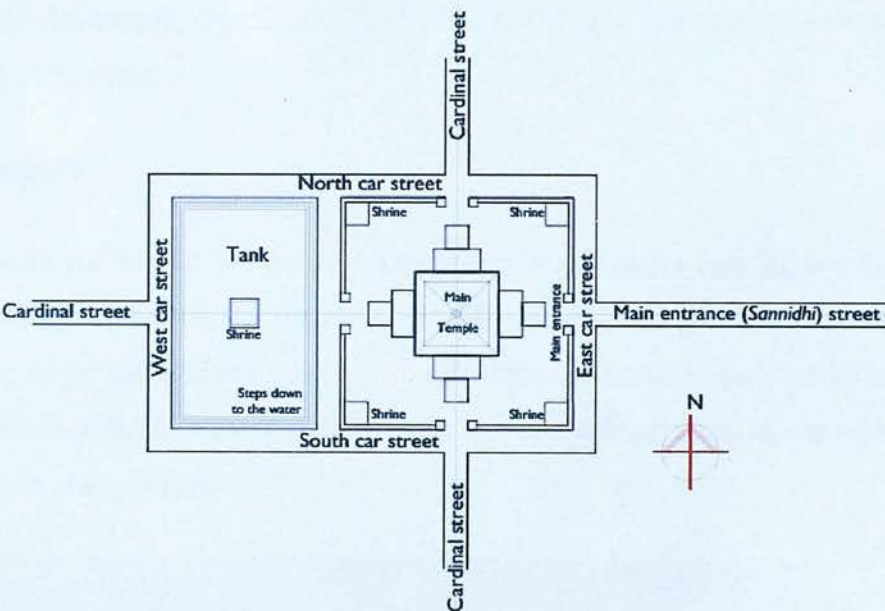 Cardinal street
North car street
Shrine
Shrine
Tank
West car street
Cardinal street
Shrine
Main
Temple
Main entrance
East car street
Main entrance (Sannidhi) street
Steps down
to the water
Shrine
Shrine
South car street
N
Cardinal street